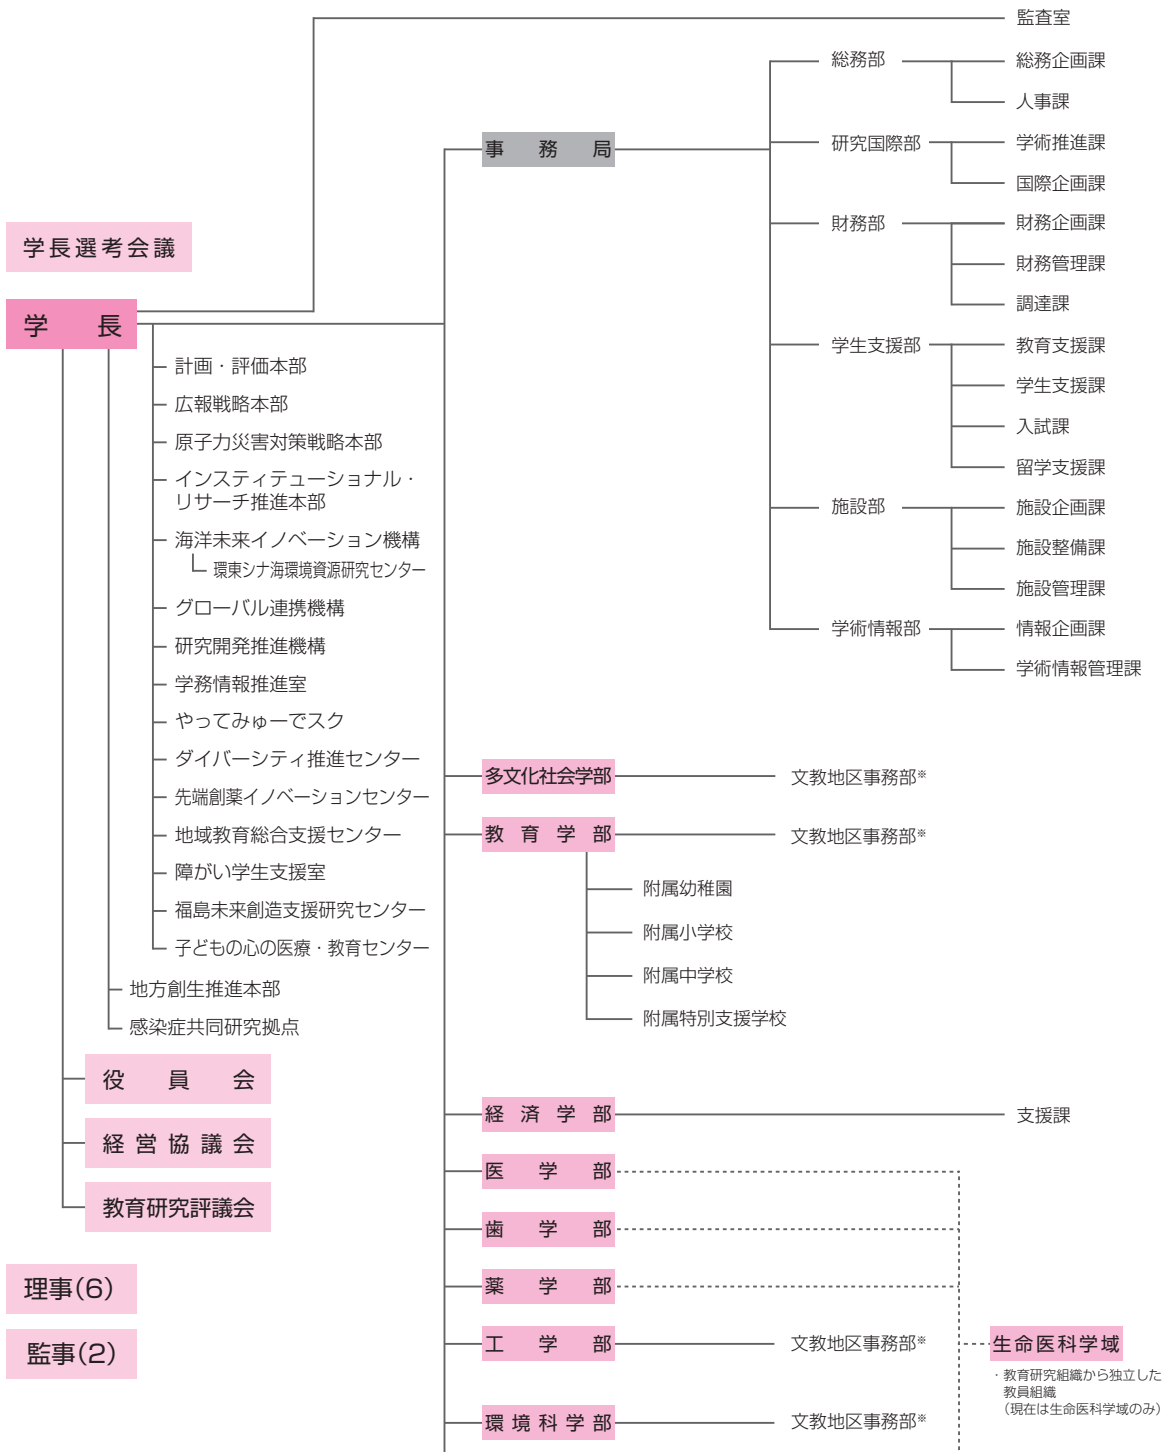 監査室
総務部
総務企画課
人事課
事務局
研究国際部
学術推進課
国際企画課
財務部
財務企画課
財務管理課
調達課
学生支援部
教育支援課
学生支援課
入試課
留学支援課
施設部
施設企画課
施設整備課
施設管理課
学術情報部
情報企画課
学術情報管理課
学長選考会議
学長
計画・評価本部
広報戦略本部
原子力災害対策戦略本部
インスティテューショナル・
リサーチ推進本部
海洋未来イノベーション機構
環東シナ海環境資源研究センター
グローバル連携機構
研究開発推進機構
学務情報推進室
やってみゅーでスク
ダイバーシティ推進センター
先端創薬イノベーションセンター
地域教育総合支援センター
障がい学生支援室
福島未来創造支援研究センター
子どもの心の医療・教育センター
地方創生推進本部
感染症共同研究拠点
役員会
経営協議会
教育研究評議会
理事(6)
監事(2)
多文化社会学部
文教地区事務部※
教育学部
文教地区事務部※
附属幼稚園
附属小学校
附属中学校
附属特別支援学校
経済学部
支援課
医学部
歯学部
薬学部
工学部
文教地区事務部※
生命医科学域
・教育研究組織から独立した
教員組織
（現在は生命医科学域のみ）
環境科学部
文教地区事務部※